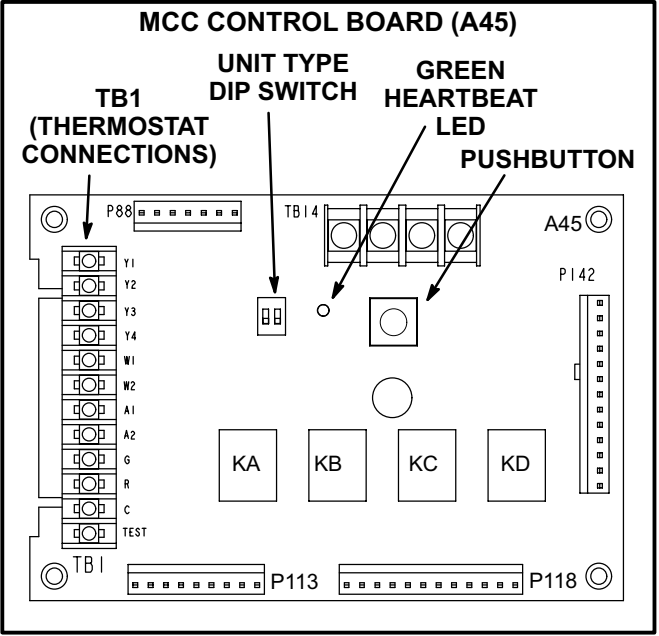 MCC CONTROL BOARD (A45)
UNIT TYPE
DIP SWITCH
GREEN
HEARTBEAT
LED
TB1
(THERMOSTAT
CONNECTIONS)
PUSHBUTTON
P88
TB14
A45
P142
Y1
Y2
Y3
Y4
W1
W2
A1
A2
G
R
C
TEST
KA
KB
KC
KD
TB1
P113
P118